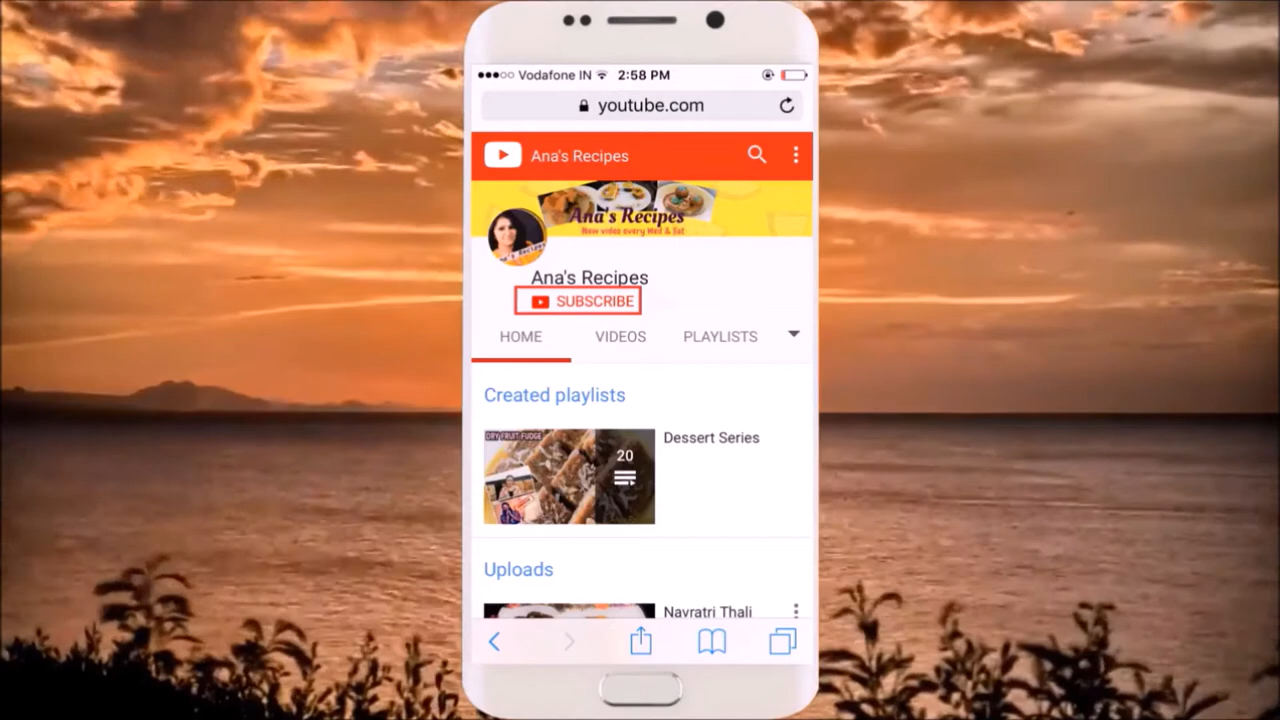 Vodafone IN 2:58 PM
youtube.com
Ana's Recipes
Ana's Recipes
New video every Wed & Sat
Ana's Recipes
SUBSCRIBE
HOME VIDEOS PLAYLISTS
Created playlists
DRY FRUIT FUDGE
20
Dessert Series
Uploads
Navratri Thali